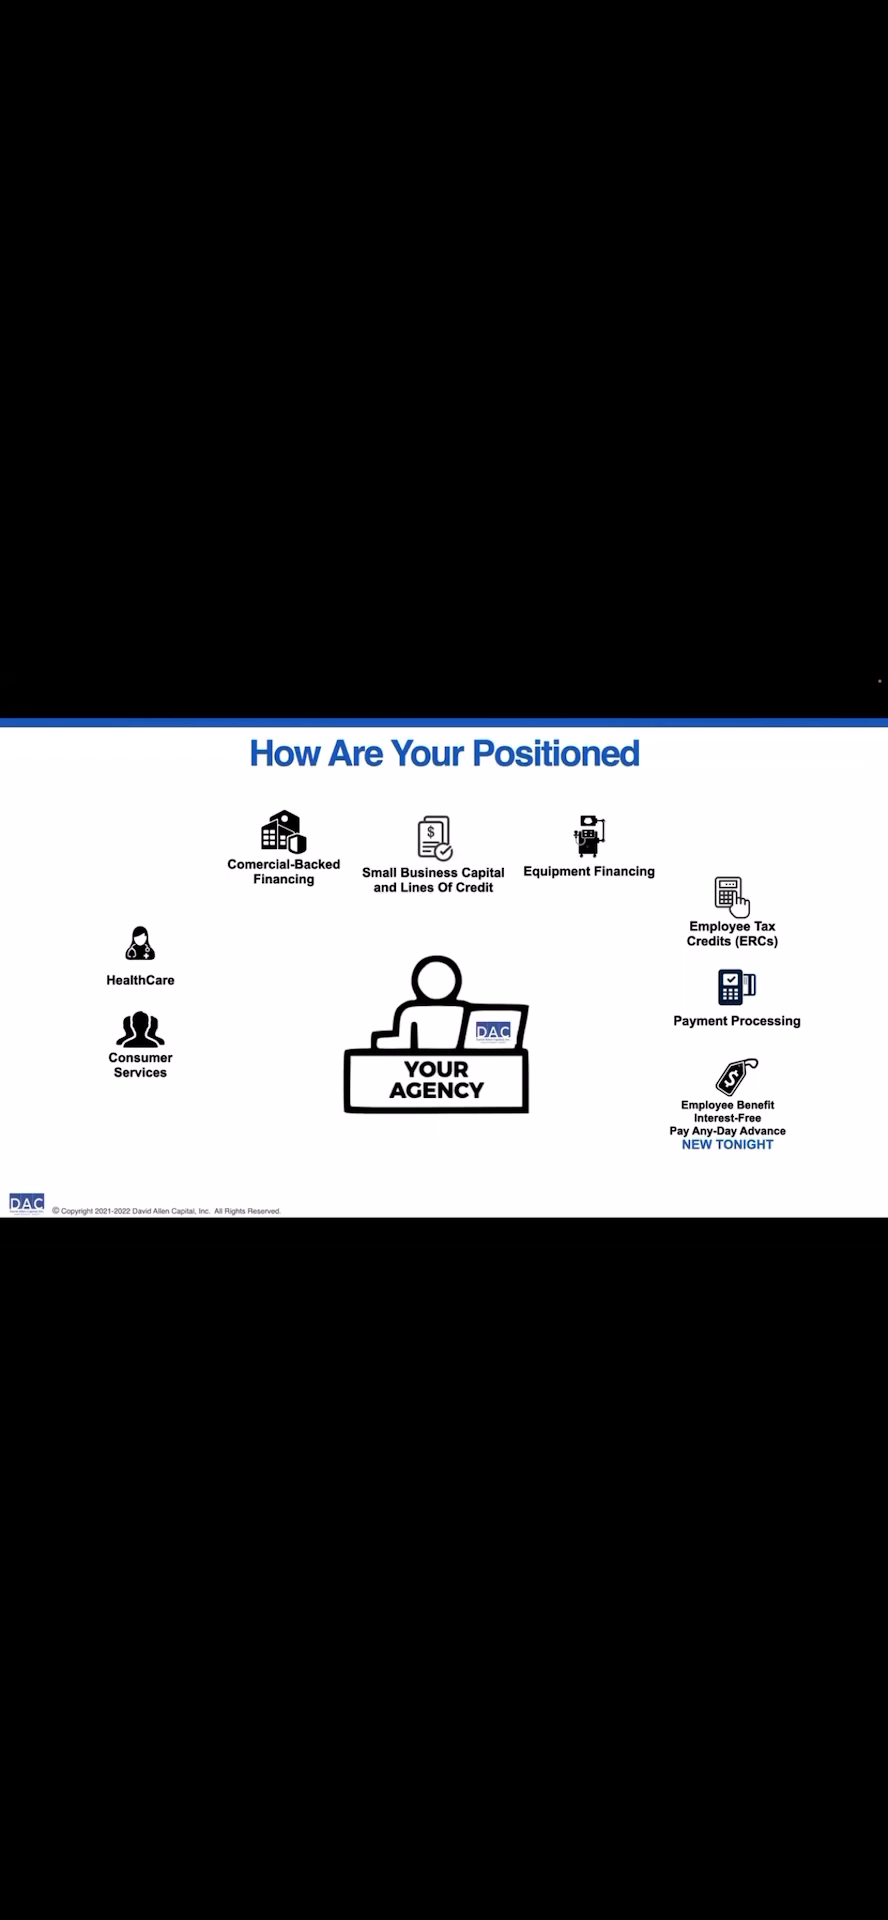 How Are Your Positioned
Comercial-Backed
Financing
Small Business Capital
and Lines Of Credit
Equipment Financing
Employee Tax
Credits (ERCs)
HealthCare
Payment Processing
Consumer
Services
DAC
YOUR
AGENCY
Employee Benefit
Interest-Free
Pay Any-Day Advance
NEW TONIGHT
DAC
© Copyright 2021-2022 David Allen Capital, Inc. All Rights Reserved.